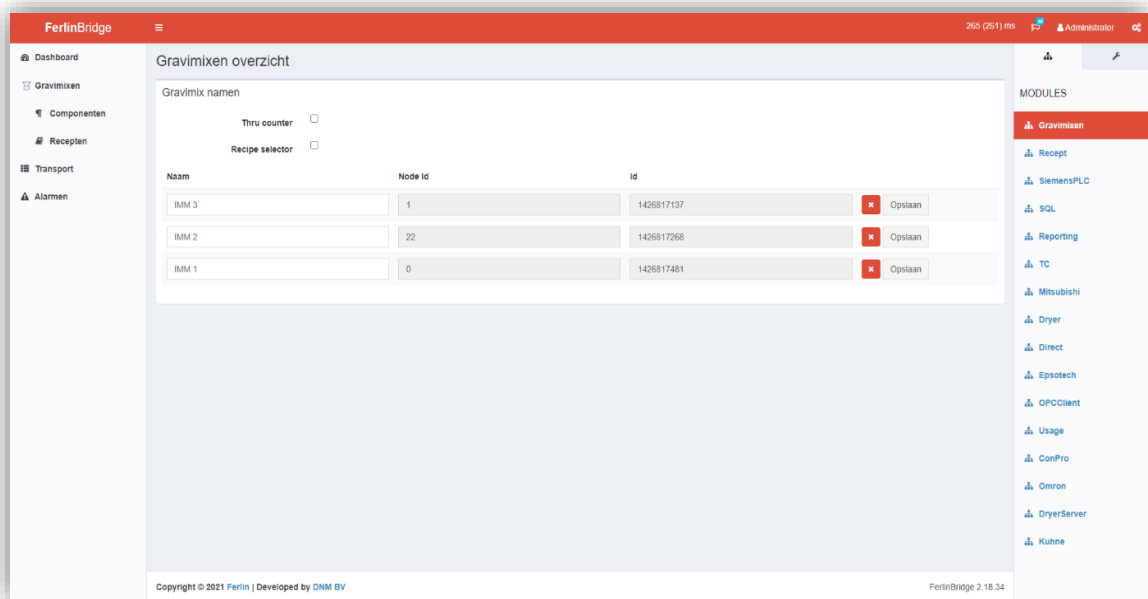 FerlinBridge
265 (261) ms
Administrator
Dashboard
Gravimixen
Componenten
Recepten
Transport
Alarmen
Gravimixen overzicht
Gravimix namen
Thru counter
Recipe selector
Naam Node Id Id
IMM 3 1 1426817137 Opslaan
IMM 2 22 1426817268 Opslaan
IMM 1 0 1426817481 Opslaan
MODULES
Gravimixen
Recept
SiemensPLC
SQL
Reporting
TC
Mitsubishi
Dryer
Direct
Epsotech
OPCClient
Usage
ConPro
Omron
DryerServer
Kuhne
Copyright © 2021 Ferlin | Developed by DNM BV
FerlinBridge 2.18.34